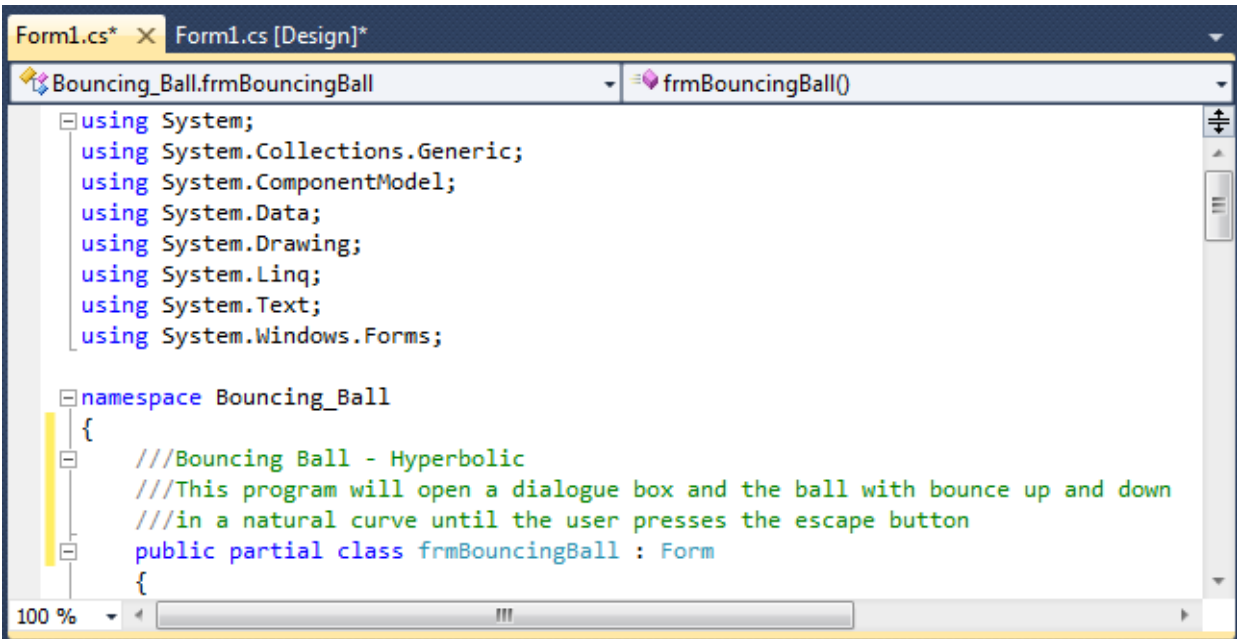 Form1.cs* Form1.cs [Design]*
Bouncing_Ball.frmBouncingBall frmBouncingBall()
using System;
using System.Collections.Generic;
using System.ComponentModel;
using System.Data;
using System.Drawing;
using System.Linq;
using System.Text;
using System.Windows.Forms;
namespace Bouncing_Ball
{
///Bouncing Ball - Hyperbolic
///This program will open a dialogue box and the ball with bounce up and down
///in a natural curve until the user presses the escape button
public partial class frmBouncingBall : Form
{
100 %